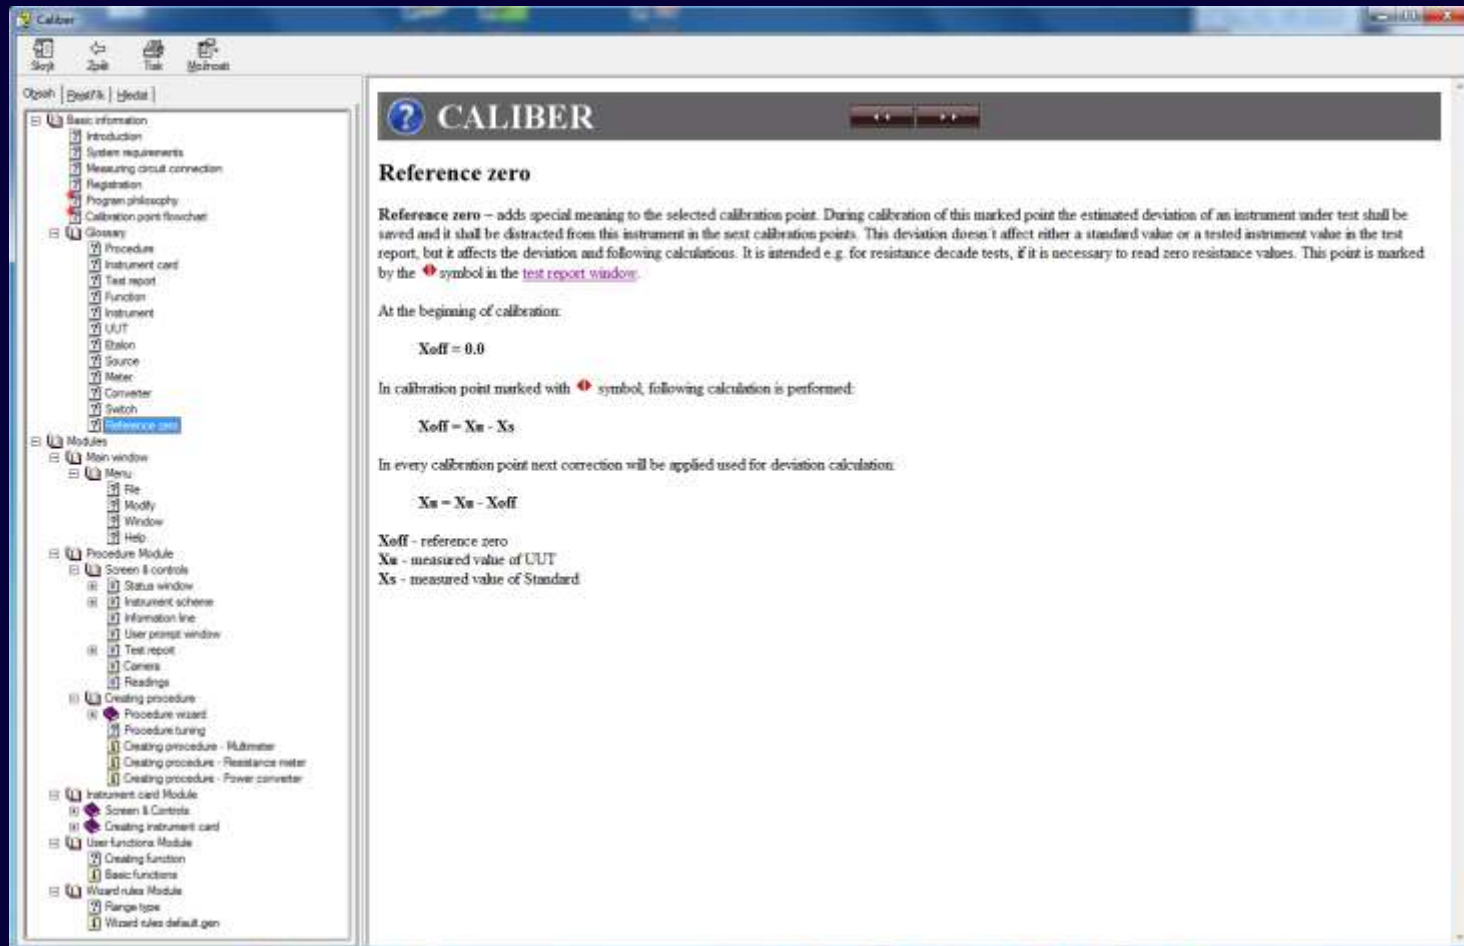 Caliber
Skrýt Zpět Tisk Možnosti
Obsah Rejstřík Hledat
Basic information
Introduction
System requirements
Measuring circuit connection
Registration
Program philosophy
Calibration point flowchart
Glossary
Procedure
Instrument card
Test report
Function
Instrument
UUT
Etalon
Source
Meter
Converter
Switch
Reference zero
Modules
Main window
Menu
File
Modify
Window
Help
Procedure Module
Screen & controls
Status window
Instrument scheme
Information line
User prompt window
Test report
Camera
Readings
Creating procedure
Procedure wizard
Procedure tuning
Creating procedure - Multimeter
Creating procedure - Resistance meter
Creating procedure - Power converter
Instrument card Module
Screen & Controls
Creating instrument card
User functions Module
Creating function
Basic functions
Wizard rules Module
Range type
Wizard rules default.gen
CALIBER
Reference zero
Reference zero – adds special meaning to the selected calibration point. During calibration of this marked point the estimated deviation of an instrument under test shall be
saved and it shall be distracted from this instrument in the next calibration points. This deviation doesn´t affect either a standard value or a tested instrument value in the test
report, but it affects the deviation and following calculations. It is intended e.g. for resistance decade tests, if it is necessary to read zero resistance values. This point is marked
by the symbol in the test report window.
At the beginning of calibration:
Xoff = 0.0
In calibration point marked with symbol, following calculation is performed:
Xoff = Xu - Xs
In every calibration point next correction will be applied used for deviation calculation:
Xu = Xu - Xoff
Xoff - reference zero
Xu - measured value of UUT
Xs - measured value of Standard